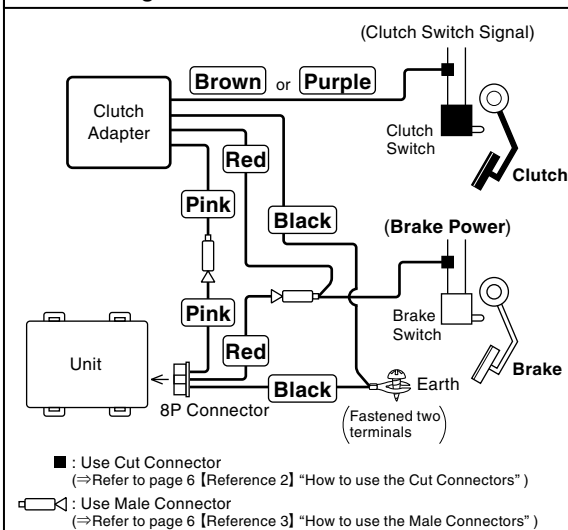 (Clutch Switch Signal)
Brown or Purple
Clutch
Adapter
Clutch
Switch
Clutch
Red
Pink
Black
(Brake Power)
Pink
Brake
Switch
Brake
Unit
Red
Black
Earth
8P Connector
(Fastened two
terminals)
■ : Use Cut Connector
(⇒Refer to page 6 【Reference 2】 “How to use the Cut Connectors” )
: Use Male Connector
(⇒Refer to page 6 【Reference 3】 “How to use the Male Connectors” )